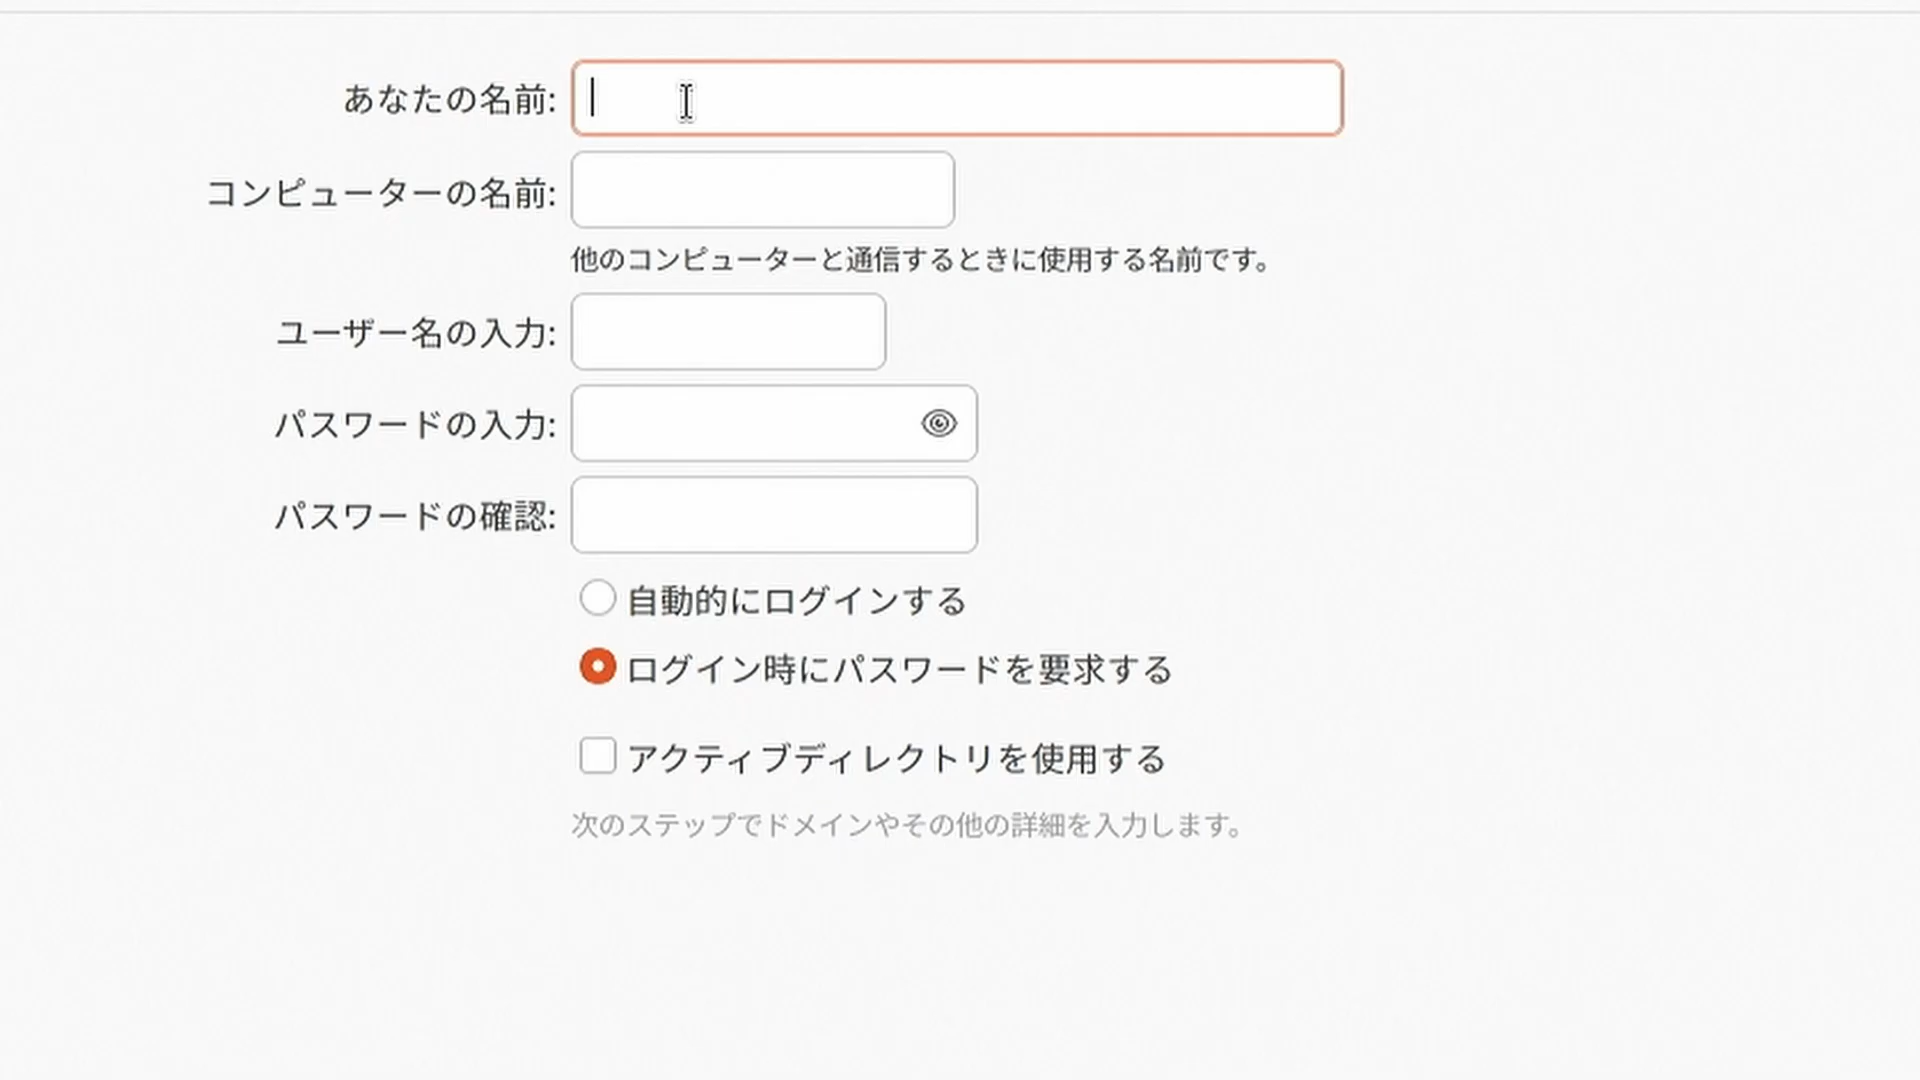 あなたの名前:
コンピューターの名前:
他のコンピューターと通信するときに使用する名前です。
ユーザー名の入力:
パスワードの入力:
パスワードの確認:
自動的にログインする
ログイン時にパスワードを要求する
アクティブディレクトリを使用する
次のステップでドメインやその他の詳細を入力します。